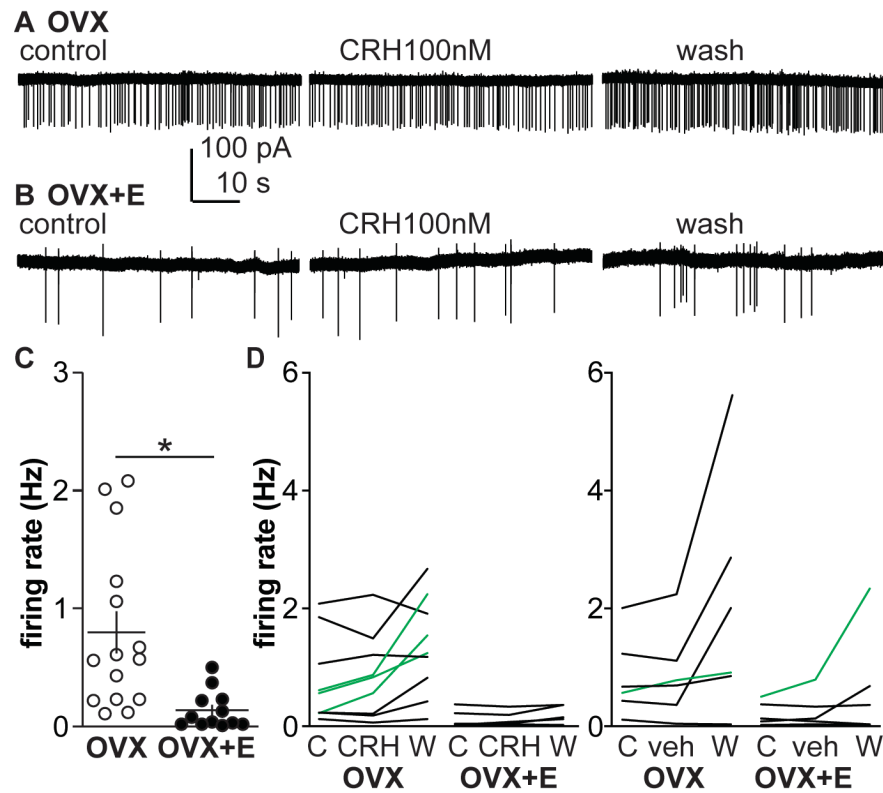 A OVX
control CRH100nM wash
100 pA
10 s
B OVX+E
control CRH100nM wash
C D
3 6 6
2 4 4
1 2 2
0 0 0
firing rate (Hz) firing rate (Hz)
*
OVX OVX+E
C CRH W C CRH W C veh W C veh W
OVX OVX+E OVX OVX+E